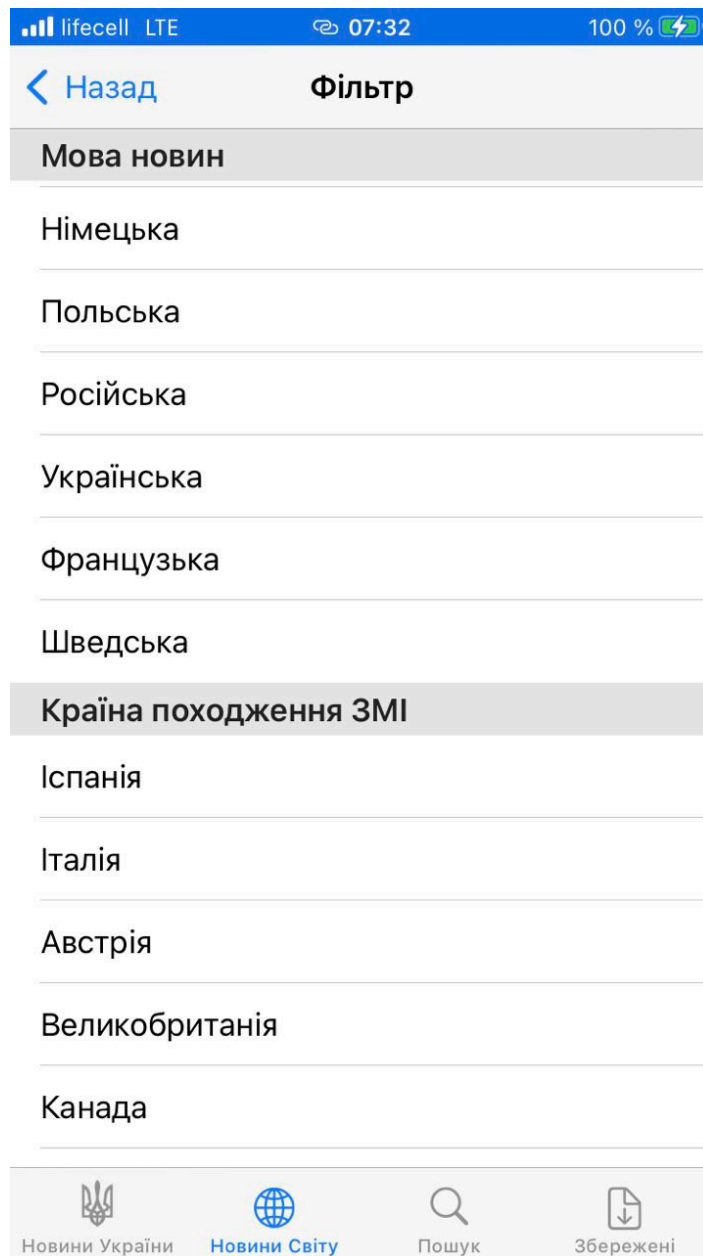 lifecell LTE 07:32 100 %
Назад Фільтр
Мова новин
Німецька
Польська
Російська
Українська
Французька
Шведська
Країна походження ЗМІ
Іспанія
Італія
Австрія
Великобританія
Канада
Новини України Новини Світу Пошук Збережені